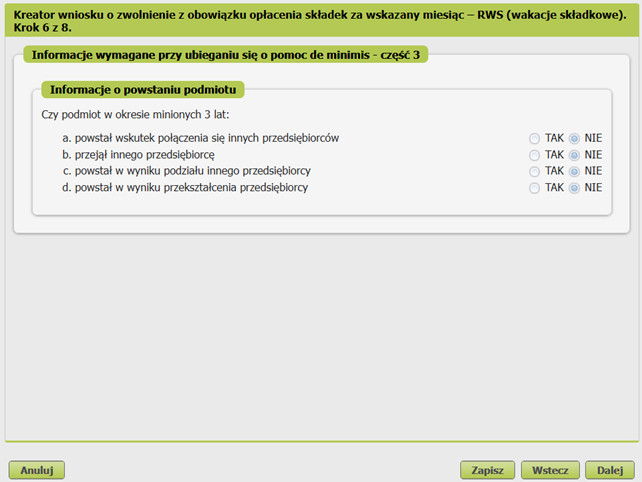 Kreator wniosku o zwolnienie z obowiązku opłacenia składek za wskazany miesiąc – RWS (wakacje składkowe).
Krok 6 z 8.
Informacje wymagane przy ubieganiu się o pomoc de minimis - część 3
Informacje o powstaniu podmiotu
Czy podmiot w okresie minionych 3 lat:
a. powstał wskutek połączenia się innych przedsiębiorców TAK NIE
b. przejął innego przedsiębiorcę TAK NIE
c. powstał w wyniku podziału innego przedsiębiorcy TAK NIE
d. powstał w wyniku przekształcenia przedsiębiorcy TAK NIE
Anuluj Zapisz Wstecz Dalej